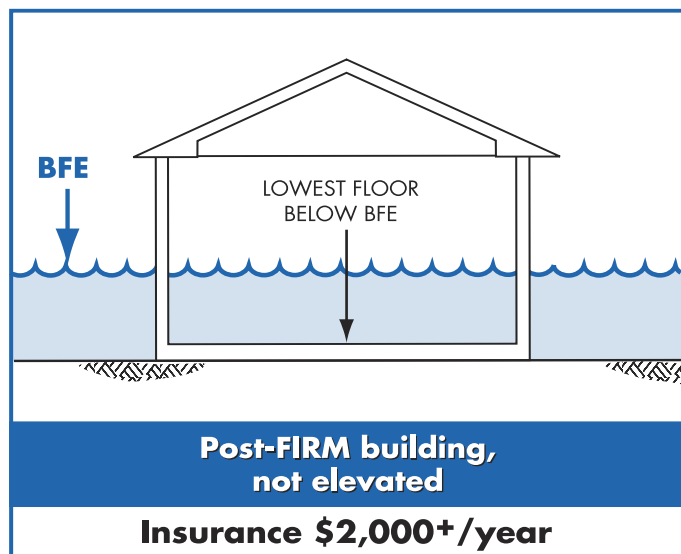 BFE
LOWEST FLOOR
BELOW BFE
Post-FIRM building,
not elevated
Insurance $2,000+/year